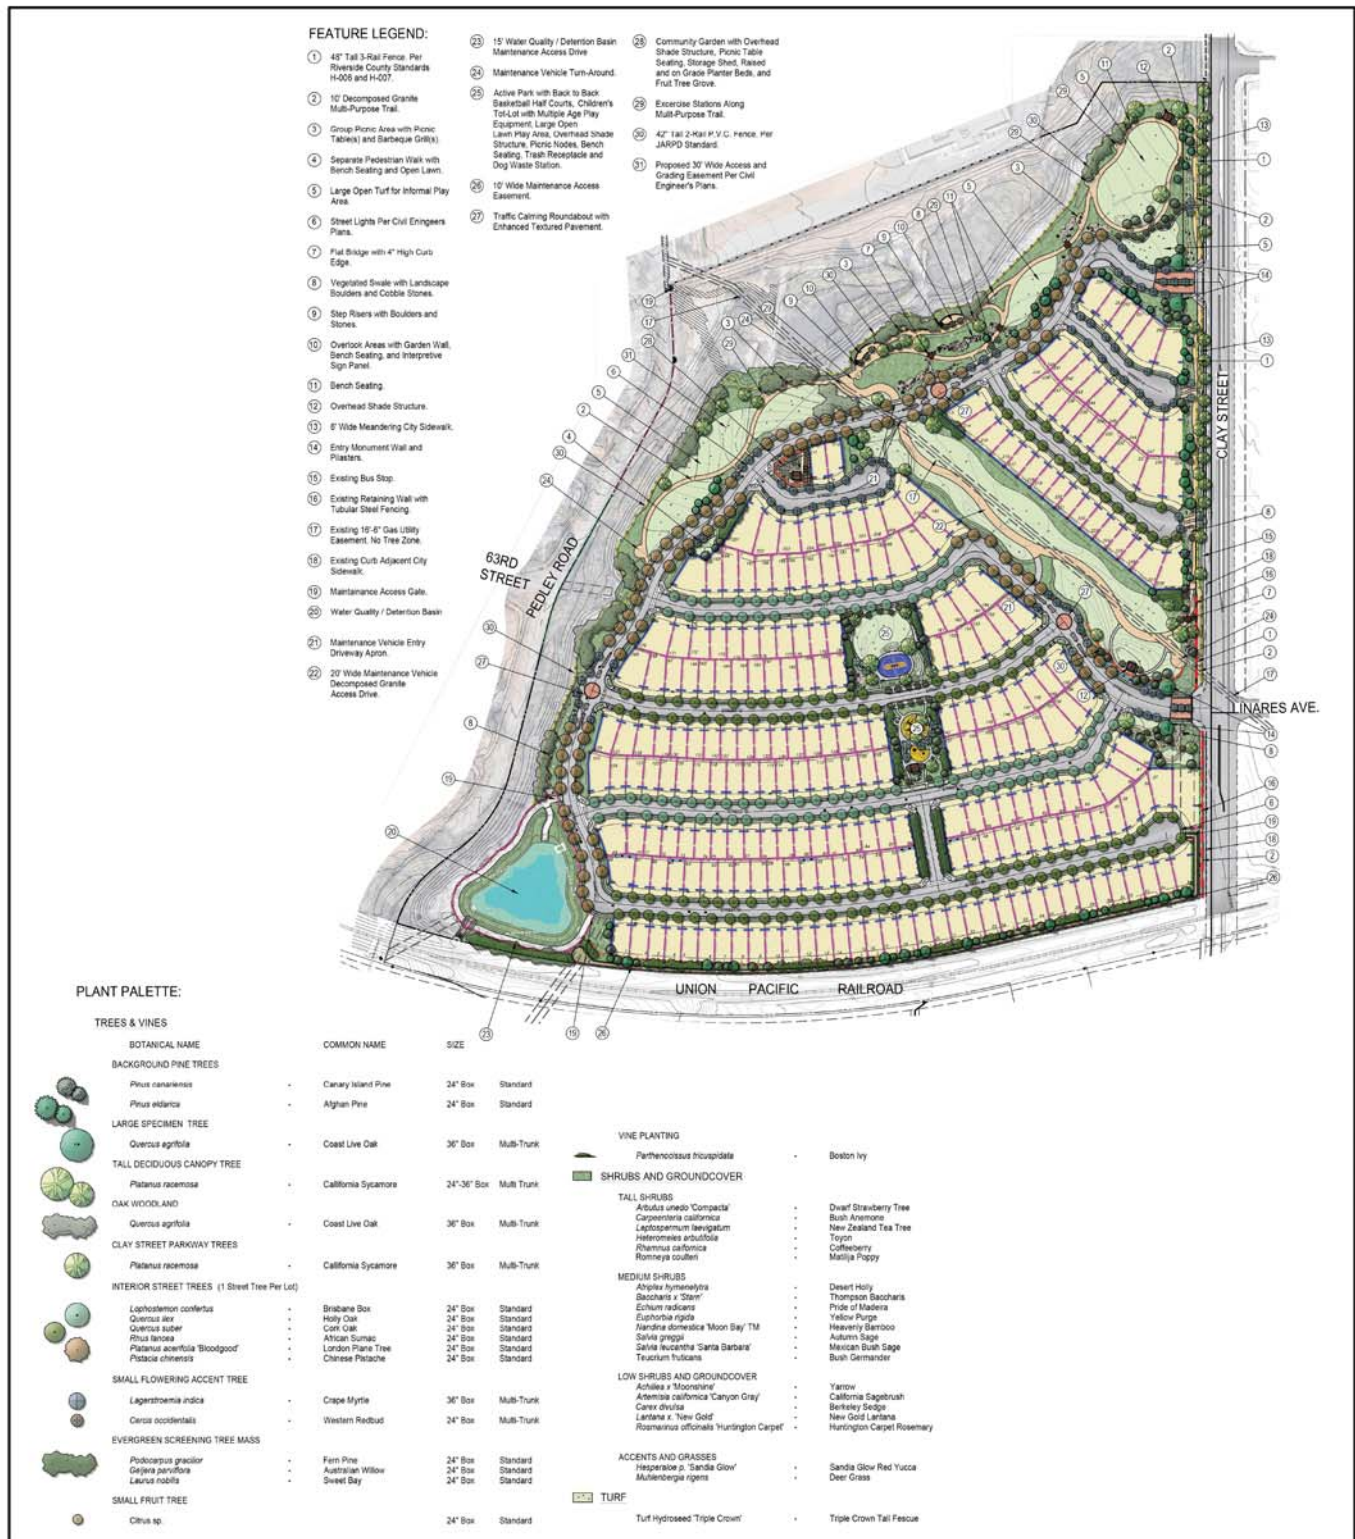 FEATURE LEGEND:
1 48" Tall 3-Rail Fence. Per
Riverside County Standards
H-006 and H-007.
2 10' Decomposed Granite
Multi-Purpose Trail.
3 Group Picnic Area with Picnic
Table(s) and Barbeque Grill(s).
4 Separate Pedestrian Walk with
Bench Seating and Open Lawn.
5 Large Open Turf for Informal Play
Area.
6 Street Lights Per Civil Eningeers
Plans.
7 Flat Bridge with 4" High Curb
Edge.
8 Vegetated Swale with Landscape
Boulders and Cobble Stones.
9 Step Risers with Boulders and
Stones.
10 Overlook Areas with Garden Wall,
Bench Seating, and Interpretive
Sign Panel.
11 Bench Seating.
12 Overhead Shade Structure.
13 6' Wide Meandering City Sidewalk.
14 Entry Monument Wall and
Pilasters.
15 Existing Bus Stop.
16 Existing Retaining Wall with
Tubular Steel Fencing.
17 Existing 16'-6" Gas Utility
Easement. No Tree Zone.
18 Existing Curb Adjacent City
Sidewalk.
19 Maintainance Access Gate.
20 Water Quality / Detention Basin
21 Maintenance Vehicle Entry
Driveway Apron.
22 20' Wide Maintenance Vehicle
Decomposed Granite
Access Drive.
23 15' Water Quality / Detention Basin
Maintenance Access Drive
24 Maintenance Vehicle Turn-Around.
25 Active Park with Back to Back
Basketball Half Courts, Children's
Tot-Lot with Multiple Age Play
Equipment, Large Open
Lawn Play Area, Overhead Shade
Structure, Picnic Nodes, Bench
Seating, Trash Receptacle and
Dog Waste Station.
26 10' Wide Maintenance Access
Easement.
27 Traffic Calming Roundabout with
Enhanced Textured Pavement.
28 Community Garden with Overhead
Shade Structure, Picnic Table
Seating, Storage Shed, Raised
and on Grade Planter Beds, and
Fruit Tree Grove.
29 Excercise Stations Along
Mulit-Purpose Trail.
30 42" Tall 2-Rail P.V.C. Fence, Per
JARPD Standard.
31 Proposed 30' Wide Access and
Grading Easement Per Civil
Engineer's Plans.
CLAY STREET
63RD
STREET
PEDLEY ROAD
LINARES AVE.
UNION PACIFIC RAILROAD
PLANT PALETTE:
TREES & VINES
BOTANICAL NAME COMMON NAME SIZE
BACKGROUND PINE TREES
Pinus canariensis - Canary Island Pine 24" Box Standard
Pinus eldarica - Afghan Pine 24" Box Standard
LARGE SPECIMEN TREE
Quercus agrifolia - Coast Live Oak 36" Box Multi-Trunk
TALL DECIDUOUS CANOPY TREE
Platanus racemosa - Callifornia Sycamore 24"-36" Box Multi Trunk
OAK WOODLAND
Quercus agrifolia - Coast Live Oak 36" Box Multi-Trunk
CLAY STREET PARKWAY TREES
Platanus racemosa - Callifornia Sycamore 36" Box Multi-Trunk
INTERIOR STREET TREES (1 Street Tree Per Lot)
Lophostemon confertus - Brisbane Box 24" Box Standard
Quercus ilex - Holly Oak 24" Box Standard
Quercus suber - Cork Oak 24" Box Standard
Rhus lancea - African Sumac 24" Box Standard
Platanus acerifolia 'Bloodgood' - London Plane Tree 24" Box Standard
Pistacia chinensis - Chinese Pistache 24" Box Standard
SMALL FLOWERING ACCENT TREE
Lagerstroemia indica - Crape Myrtle 36" Box Multi-Trunk
Cercis occidentalis - Western Redbud 24" Box Multi-Trunk
EVERGREEN SCREENING TREE MASS
Podocarpus gracilior - Fern Pine 24" Box Standard
Geijera parviflora - Australian Willow 24" Box Standard
Laurus nobilis - Sweet Bay 24" Box Standard
SMALL FRUIT TREE
Citrus sp. 24" Box Standard
VINE PLANTING
Parthenocissus tricuspidata - Boston Ivy
SHRUBS AND GROUNDCOVER
TALL SHRUBS
Arbutus unedo 'Compacta' - Dwarf Strawberry Tree
Carpeenteria californica - Bush Anemone
Leptospermum laevigatum - New Zealand Tea Tree
Heteromeles arbutifolia - Toyon
Rhamnus calfornica - Coffeeberry
Romneya coulteri - Matilija Poppy
MEDIUM SHRUBS
Atriplex hymenelytra - Desert Holly
Baccharis x 'Starn' - Thompson Baccharis
Echium radicans - Pride of Madeira
Euphorbia rigida - Yellow Purge
Nandina domestica 'Moon Bay' TM - Heavenly Bamboo
Salvia greggii - Autumn Sage
Salvia leucantha 'Santa Barbara' - Mexican Bush Sage
Teucrium fruticans - Bush Germander
LOW SHRUBS AND GROUNDCOVER
Achillea x 'Moonshine' - Yarrow
Artemisia californica 'Canyon Gray' - California Sagebrush
Carex divulsa - Berkeley Sedge
Lantana x. 'New Gold' - New Gold Lantana
Rosmarinus officinalis 'Huntington Carpet' - Huntington Carpet Rosemary
ACCENTS AND GRASSES
Hesperaloe p. 'Sandia Glow' - Sandia Glow Red Yucca
Muhlenbergia rigens - Deer Grass
TURF
Turf Hydroseed 'Triple Crown' - Triple Crown Tall Fescue